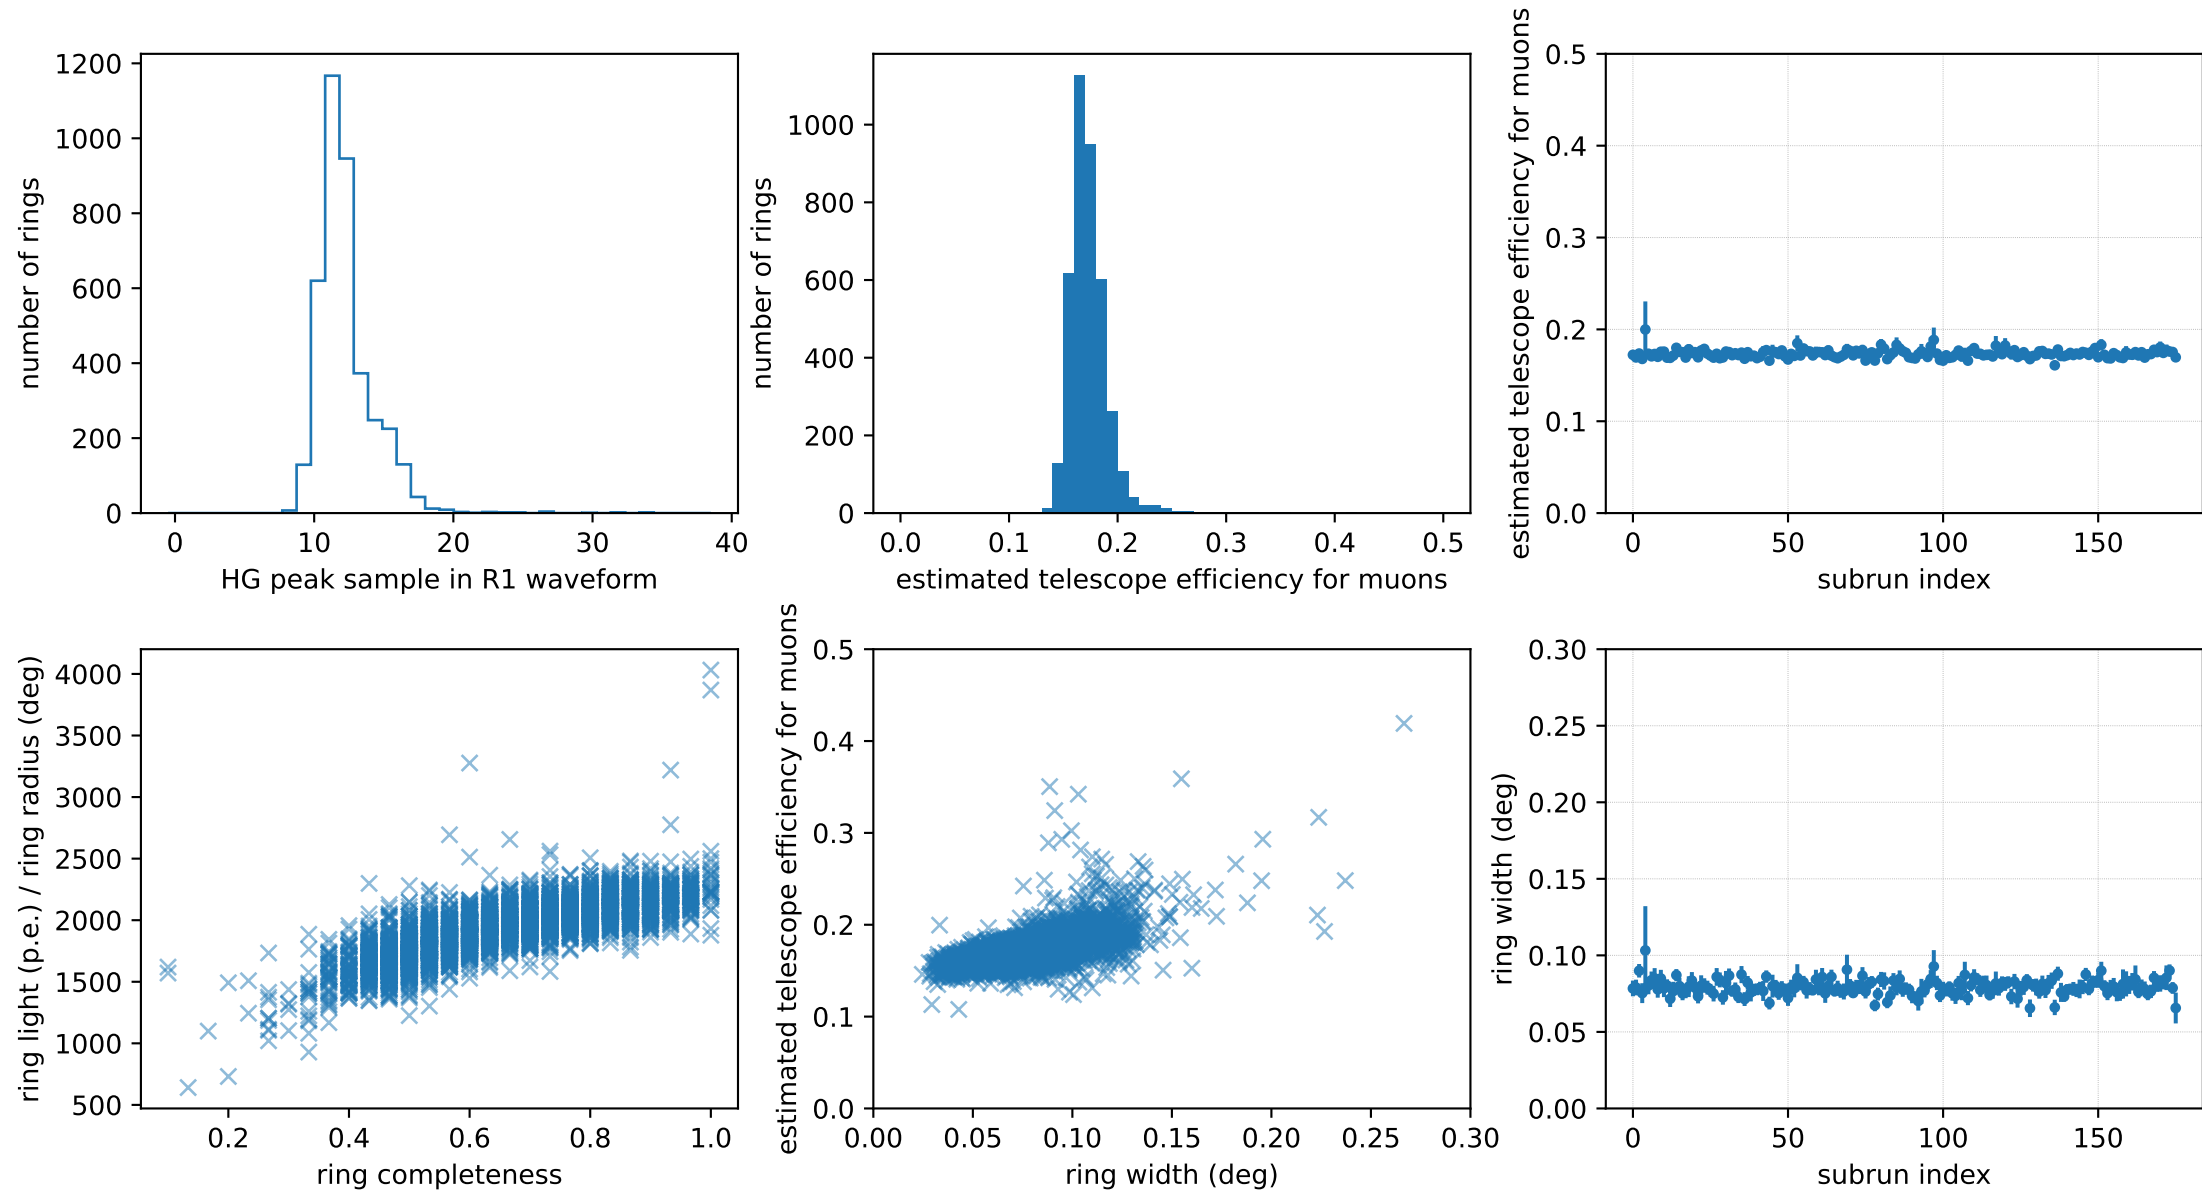 1200
1000
800
600
400
200
0
number of rings
0 10 20 30 40
HG peak sample in R1 waveform
1000
800
600
400
200
0
number of rings
0.0 0.1 0.2 0.3 0.4 0.5
estimated telescope efficiency for muons
0.5
0.4
0.3
0.2
0.1
0.0
estimated telescope efficiency for muons
0 50 100 150
subrun index
4000
3500
3000
2500
2000
1500
1000
500
ring light (p.e.) / ring radius (deg)
0.2 0.4 0.6 0.8 1.0
ring completeness
0.5
0.4
0.3
0.2
0.1
0.0
estimated telescope efficiency for muons
0.00 0.05 0.10 0.15 0.20 0.25 0.30
ring width (deg)
0.30
0.25
0.20
0.15
0.10
0.05
0.00
ring width (deg)
0 50 100 150
subrun index